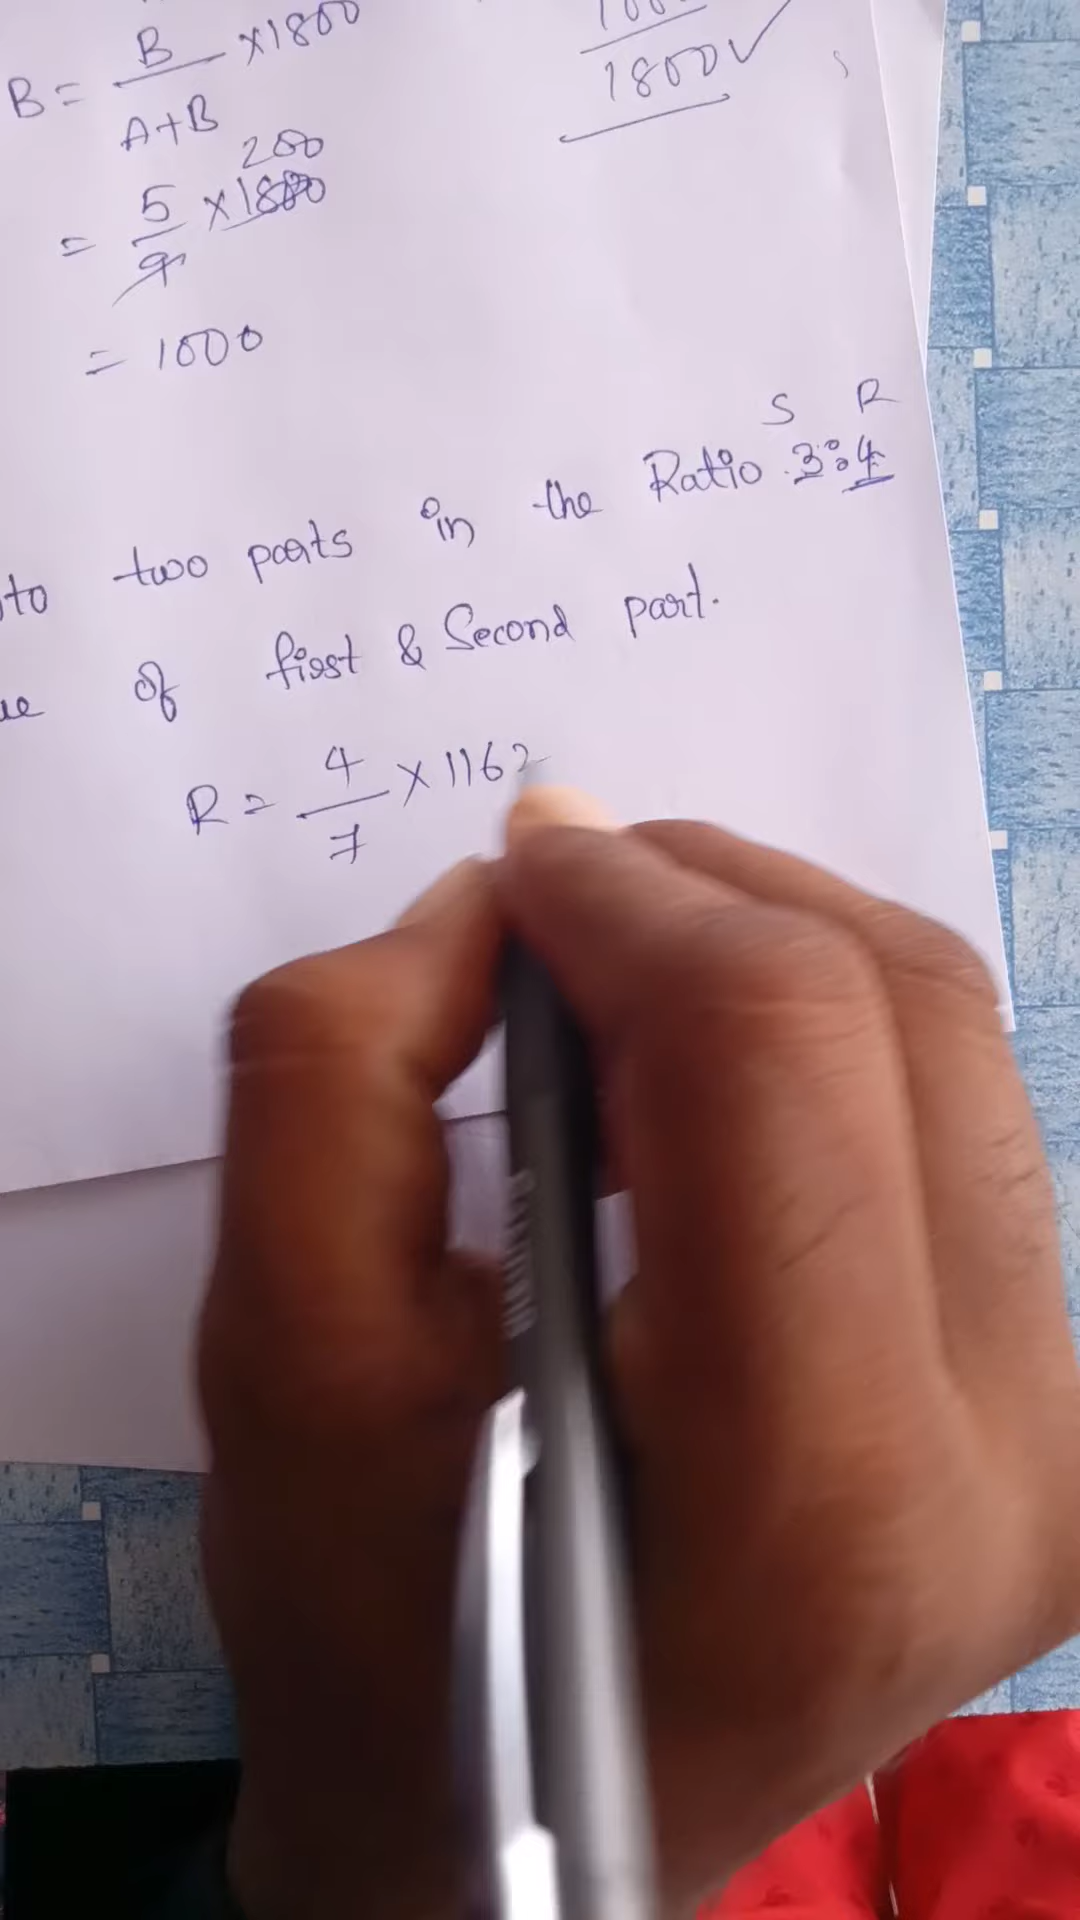 B = B/A+B ×1800
1800✓
200
= 5/9 ×1800
= 1000
S R
two parts in the Ratio 3:4
of first & Second part.
R = 4/7 ×1162